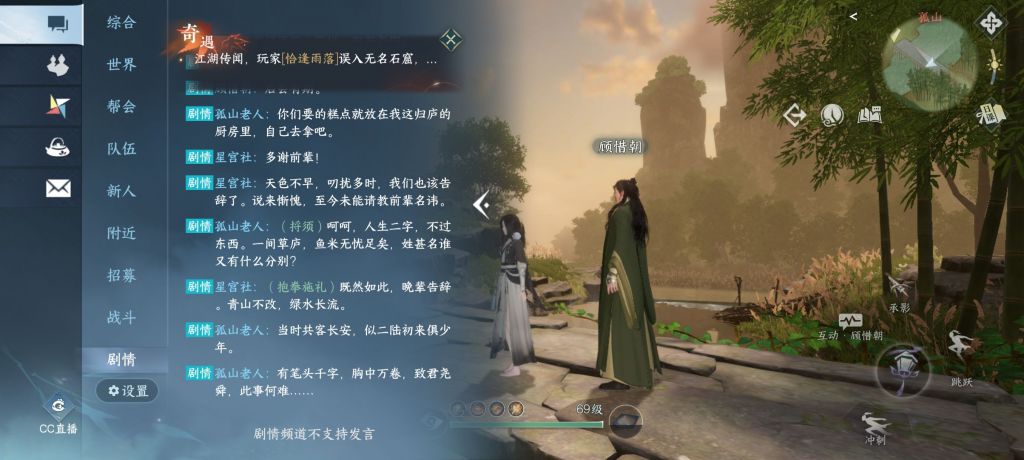 综合
世界
帮会
队伍
新人
附近
招募
战斗
剧情
设置
CC直播
奇遇
江湖传闻，玩家[恰逢雨落]误入无名石窟，...
剧情 孤山老人：你们要的糕点就放在我这归庐的
厨房里，自己去拿吧。
剧情 星宫社：多谢前辈！
剧情 星宫社：天色不早，叨扰多时，我们也该告
辞了。说来惭愧，至今未能请教前辈名讳。
剧情 孤山老人：（捋须）呵呵，人生二字，不过
东西。一间草庐，鱼米无忧足矣，姓甚名谁
又有什么分别？
剧情 星宫社：（抱拳施礼）既然如此，晚辈告辞
。青山不改，绿水长流。
剧情 孤山老人：当时共客长安，似二陆初来俱少
年。
剧情 孤山老人：有笔头千字，胸中万卷，致君尧
舜，此事何难……
剧情频道不支持发言
顾惜朝
孤山
日课
承影
互动·顾惜朝
跳跃
冲刺
69级